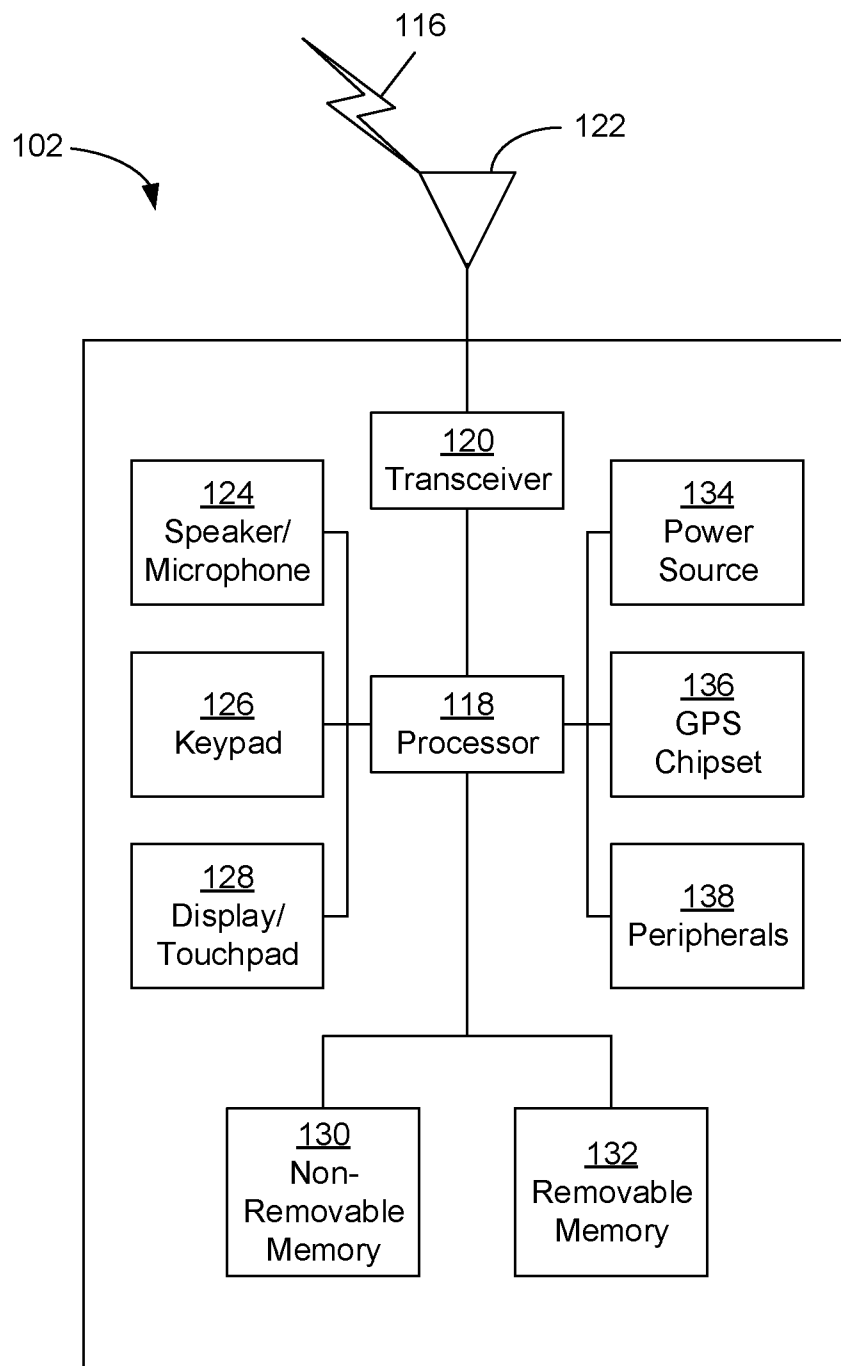 116
102
122
120
Transceiver
124
Speaker/
Microphone
134
Power
Source
126
Keypad
118
Processor
136
GPS
Chipset
128
Display/
Touchpad
138
Peripherals
130
Non-
Removable
Memory
132
Removable
Memory